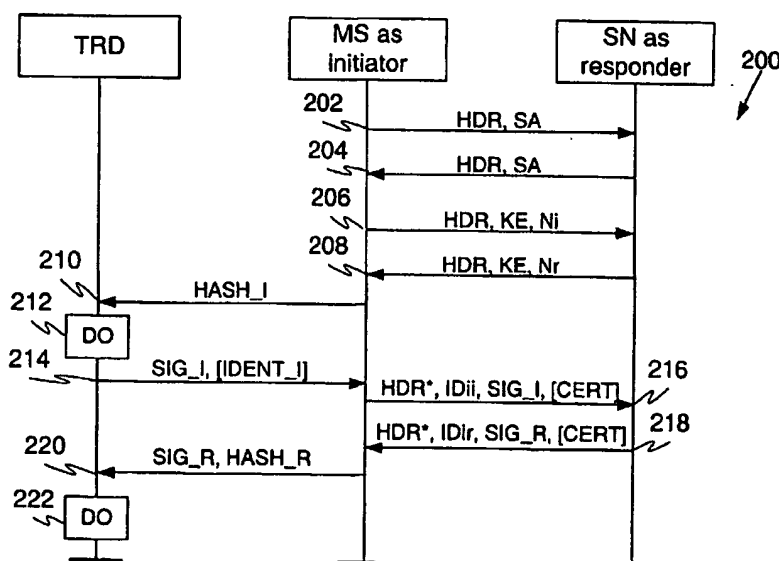 TRD
MS as
initiator
SN as
responder
200
202
HDR, SA
204
HDR, SA
206
HDR, KE, Ni
208
HDR, KE, Nr
210
HASH_I
212
DO
214
SIG_I, [IDENT_I]
216
HDR*, IDii, SIG_I, [CERT]
218
HDR*, IDir, SIG_R, [CERT]
220
SIG_R, HASH_R
222
DO